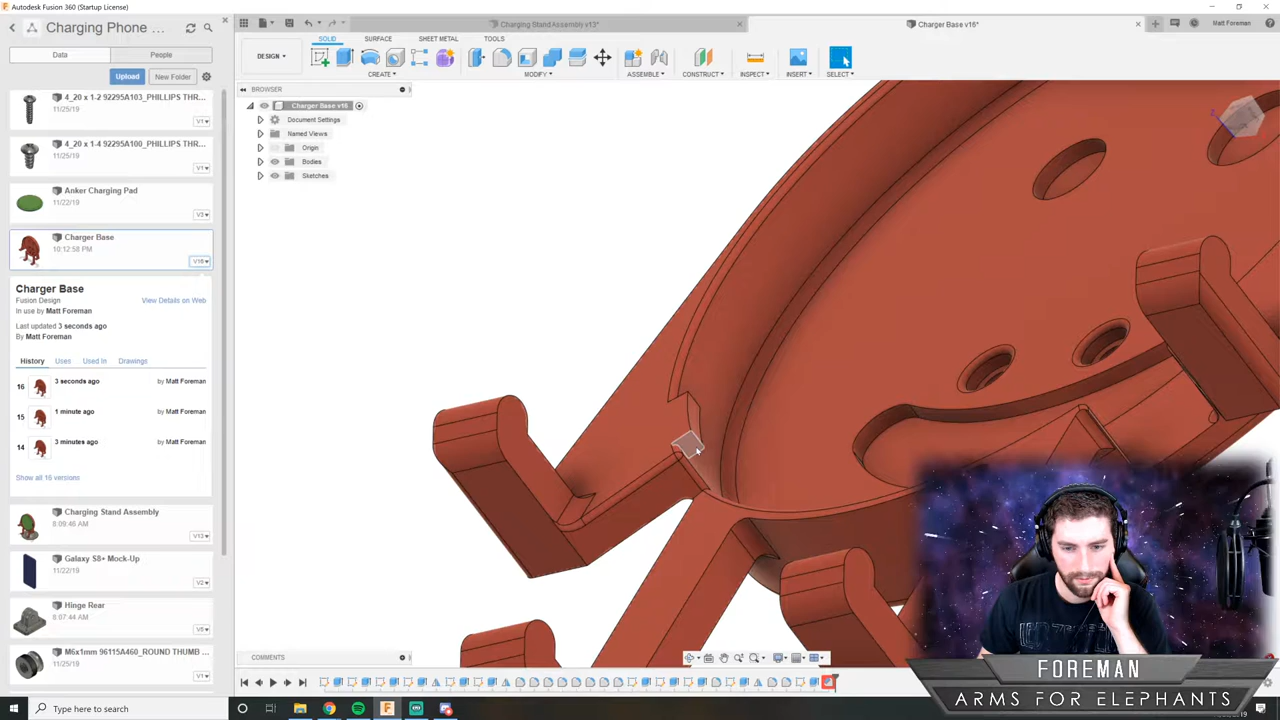 Autodesk Fusion 360 (Startup License)
Charging Phone ...
Charging Stand Assembly v13*
Charger Base v16*
Matt Foreman
Data
People
SOLID
SURFACE
SHEET METAL
TOOLS
Upload
New Folder
DESIGN
CREATE
MODIFY
ASSEMBLE
CONSTRUCT
INSPECT
INSERT
SELECT
BROWSER
Charger Base v16
Document Settings
Named Views
Origin
Bodies
Sketches
4_20 x 1-2 92295A103_PHILLIPS THR...
11/25/19
V1
4_20 x 1-4 92295A100_PHILLIPS THR...
11/25/19
V1
Anker Charging Pad
11/22/19
V3
Charger Base
10:12:58 PM
V16
Charger Base
Fusion Design
View Details on Web
In use by Matt Foreman
Last updated 3 seconds ago
By Matt Foreman
History
Uses
Used In
Drawings
16
3 seconds ago
by Matt Foreman
15
1 minute ago
by Matt Foreman
14
3 minutes ago
by Matt Foreman
Show all 16 versions
Charging Stand Assembly
8:09:46 AM
V13
Galaxy S8+ Mock-Up
11/22/19
V2
Hinge Rear
8:07:44 AM
V5
M6x1mm 96115A460_ROUND THUMB ...
11/25/19
V1
COMMENTS
Type here to search
FOREMAN
ARMS FOR ELEPHANTS